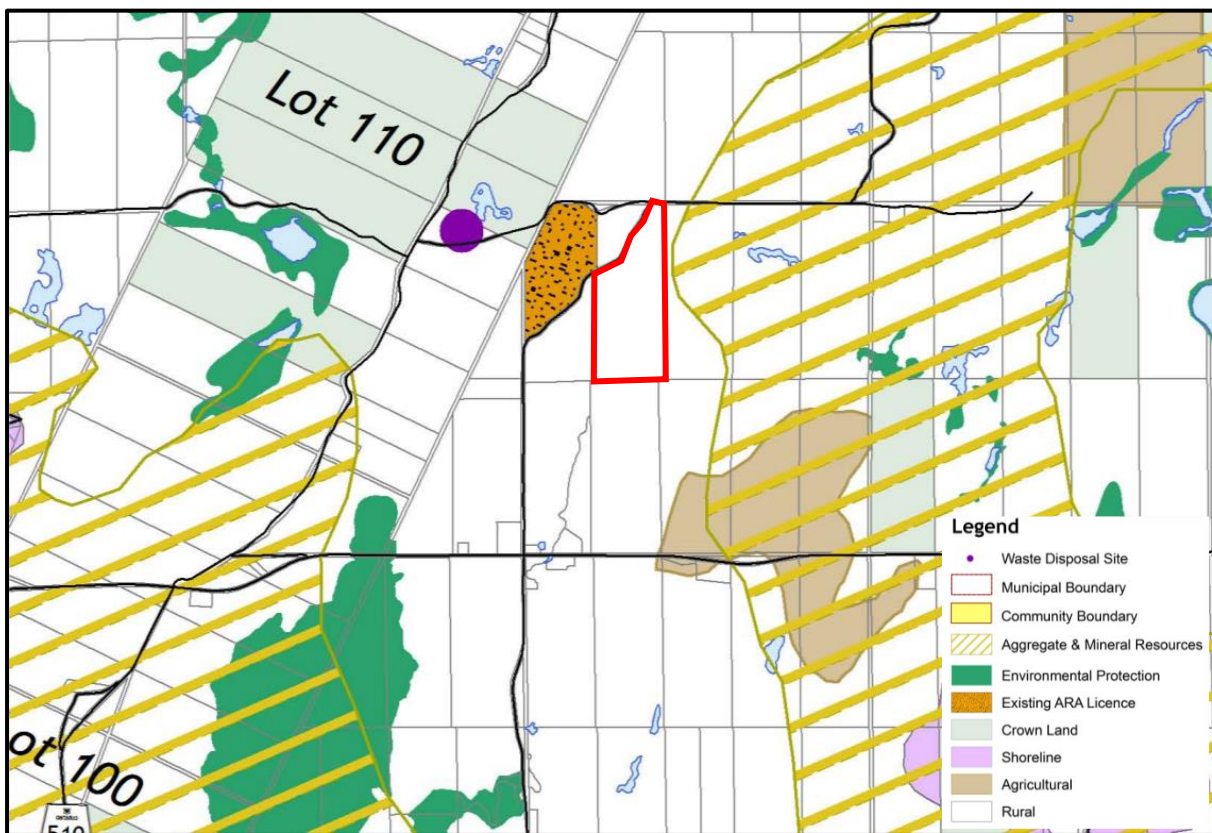 Lot 110
Legend
Waste Disposal Site
Municipal Boundary
Community Boundary
Aggregate & Mineral Resources
Environmental Protection
Existing ARA Licence
Crown Land
Shoreline
Agricultural
Rural
ot 100
ONTARIO